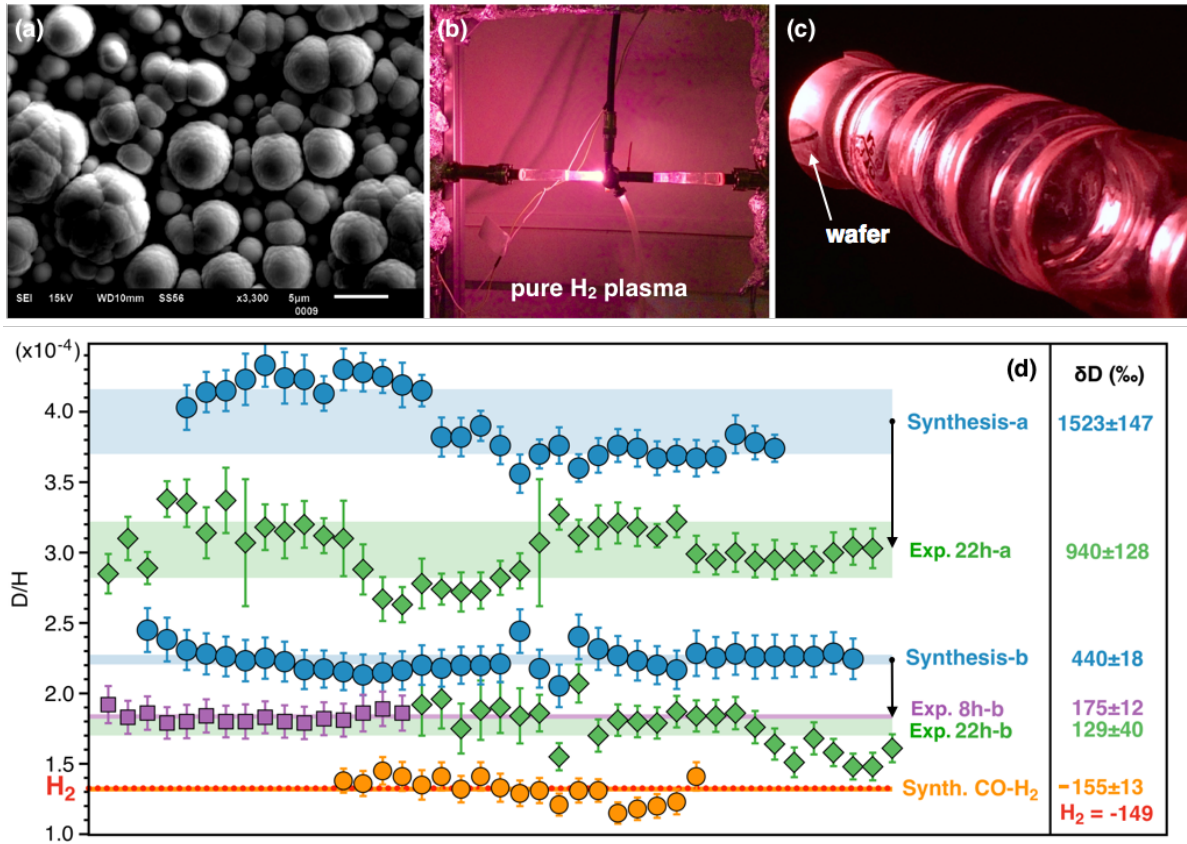 (a)
SEI 15kV WD10mm SS56 x3,300 5μm
0009
(b)
pure H₂ plasma
(c)
wafer
(x10⁻⁴)
(d)
δD (‰)
4.0
Synthesis-a 1523±147
3.5
3.0
Exp. 22h-a 940±128
D/H
2.5
Synthesis-b 440±18
2.0
Exp. 8h-b 175±12
Exp. 22h-b 129±40
1.5
H₂
Synth. CO-H₂ −155±13
H₂ = -149
1.0